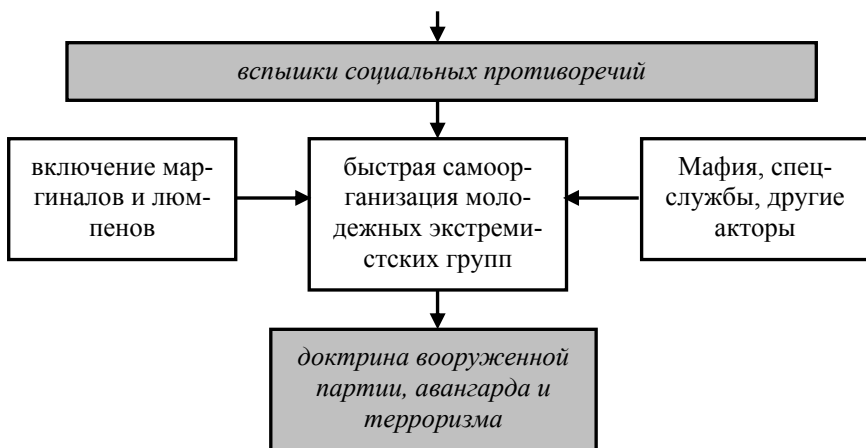 вспышки социальных противоречий
включение мар-
гиналов и люм-
пенов
быстрая самоор-
ганизация моло-
дежных экстреми-
стских групп
Мафия, спец-
службы, другие
акторы
доктрина вооруженной
партии, авангарда и
терроризма